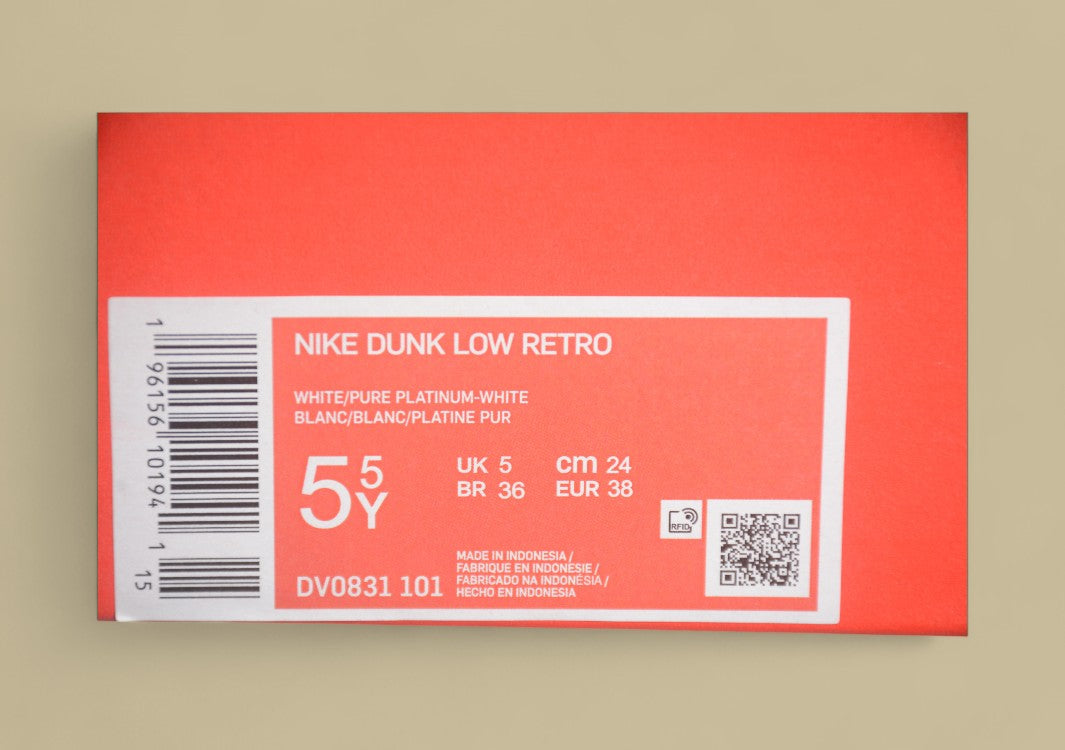 NIKE DUNK LOW RETRO
WHITE/PURE PLATINUM-WHITE
BLANC/BLANC/PLATINE PUR
5 5Y
UK 5 cm 24
BR 36 EUR 38
RFID
MADE IN INDONESIA /
FABRIQUE EN INDONESIE /
FABRICADO NA INDONÉSIA /
HECHO EN INDONESIA
DV0831 101
1 96156 10194 1 15